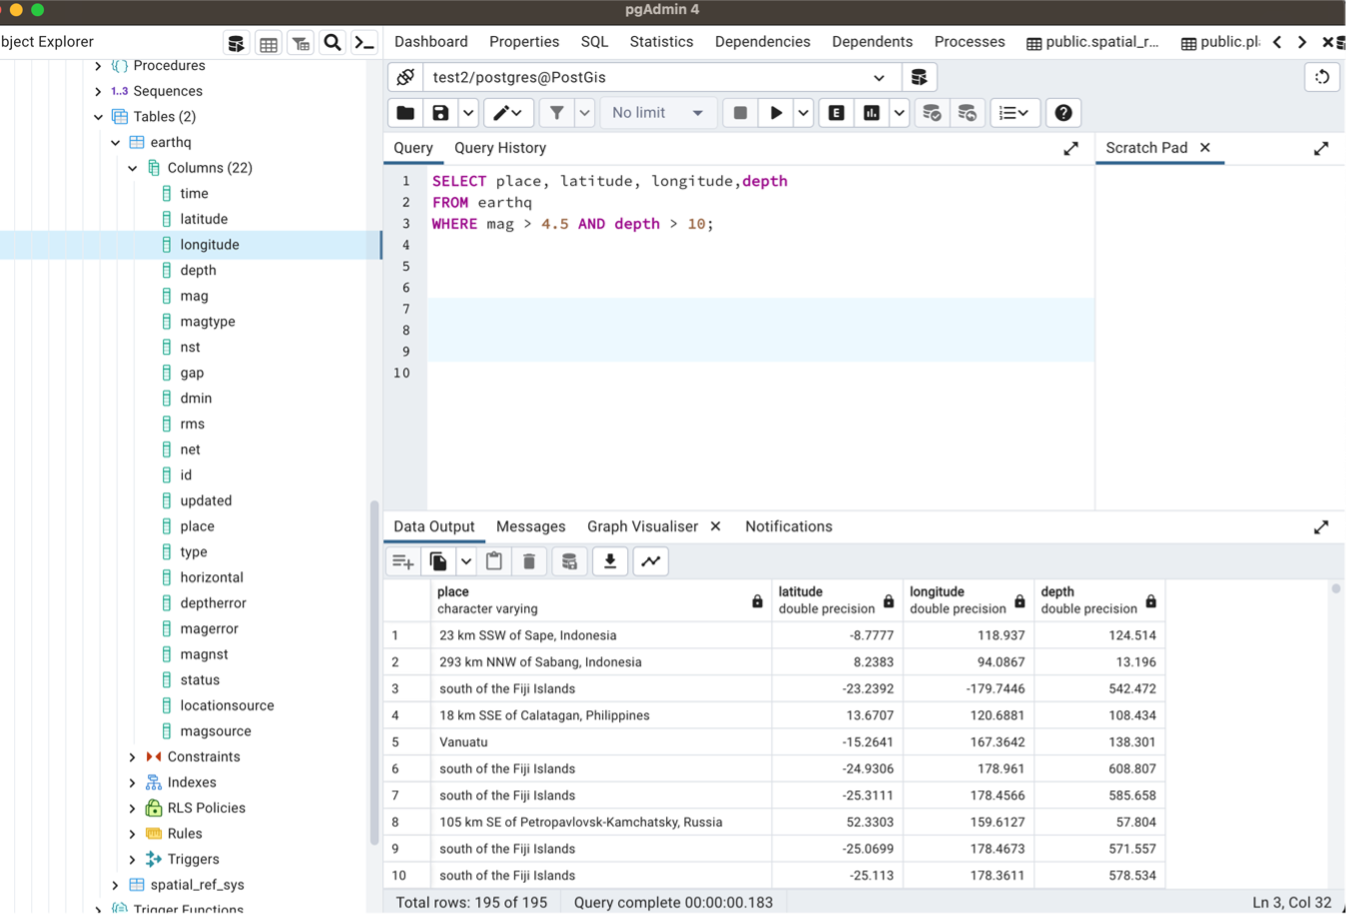 pgAdmin 4
bject Explorer
Dashboard Properties SQL Statistics Dependencies Dependents Processes public.spatial_r... public.pl
Procedures
1..3 Sequences
Tables (2)
earthq
Columns (22)
time
latitude
longitude
depth
mag
magtype
nst
gap
dmin
rms
net
id
updated
place
type
horizontal
deptherror
magerror
magnst
status
locationsource
magsource
Constraints
Indexes
RLS Policies
Rules
Triggers
spatial_ref_sys
Trigger Functions
test2/postgres@PostGis
No limit
E
Query Query History
Scratch Pad
1 SELECT place, latitude, longitude,depth
2 FROM earthq
3 WHERE mag > 4.5 AND depth > 10;
4
5
6
7
8
9
10
Data Output Messages Graph Visualiser Notifications
place latitude longitude depth
character varying double precision double precision double precision
1 23 km SSW of Sape, Indonesia -8.7777 118.937 124.514
2 293 km NNW of Sabang, Indonesia 8.2383 94.0867 13.196
3 south of the Fiji Islands -23.2392 -179.7446 542.472
4 18 km SSE of Calatagan, Philippines 13.6707 120.6881 108.434
5 Vanuatu -15.2641 167.3642 138.301
6 south of the Fiji Islands -24.9306 178.961 608.807
7 south of the Fiji Islands -25.3111 178.4566 585.658
8 105 km SE of Petropavlovsk-Kamchatsky, Russia 52.3303 159.6127 57.804
9 south of the Fiji Islands -25.0699 178.4673 571.557
10 south of the Fiji Islands -25.113 178.3611 578.534
Total rows: 195 of 195 Query complete 00:00:00.183 Ln 3, Col 32